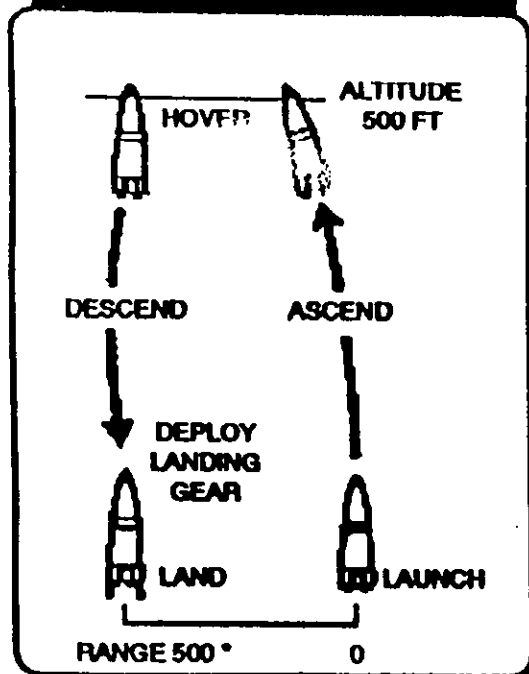 ALTITUDE
500 FT
HOVER
DESCEND
ASCEND
DEPLOY
LANDING
GEAR
LAND
LAUNCH
RANGE 500 *
0